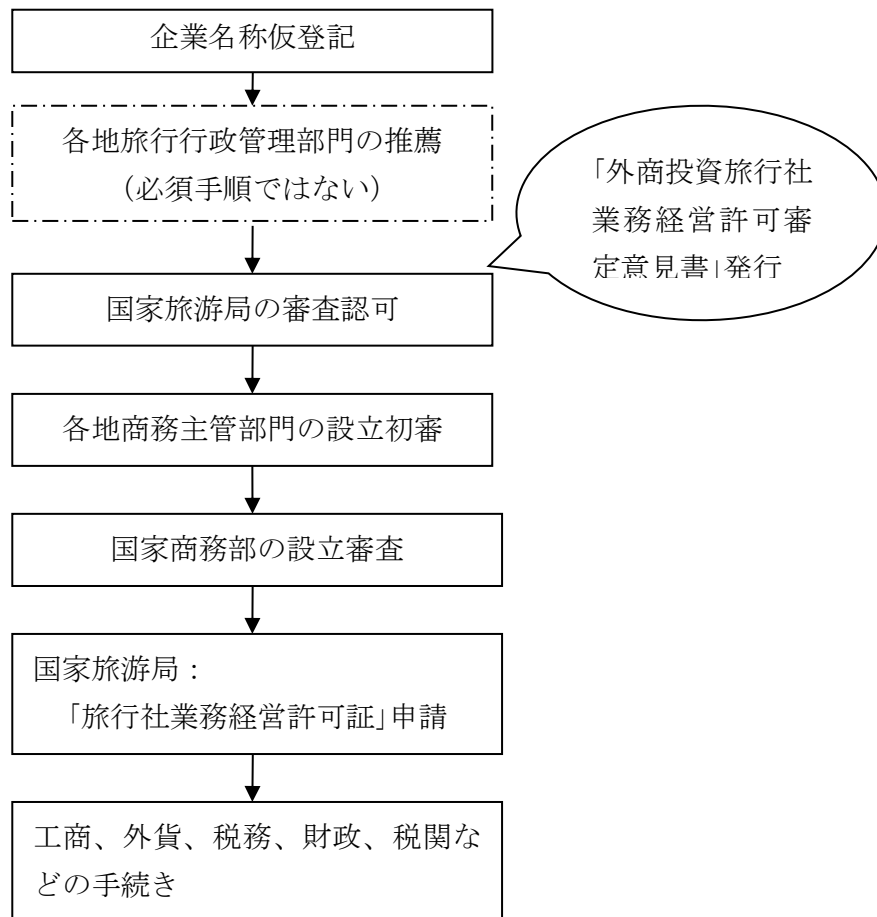 企業名称仮登記
各地旅行行政管理部門の推薦
（必須手順ではない）
「外商投資旅行社
業務経営許可審
定意見書」発行
国家旅游局の審査認可
各地商務主管部門の設立初審
国家商務部の設立審査
国家旅游局：
「旅行社業務経営許可証」申請
工商、外貨、税務、財政、税関な
どの手続き